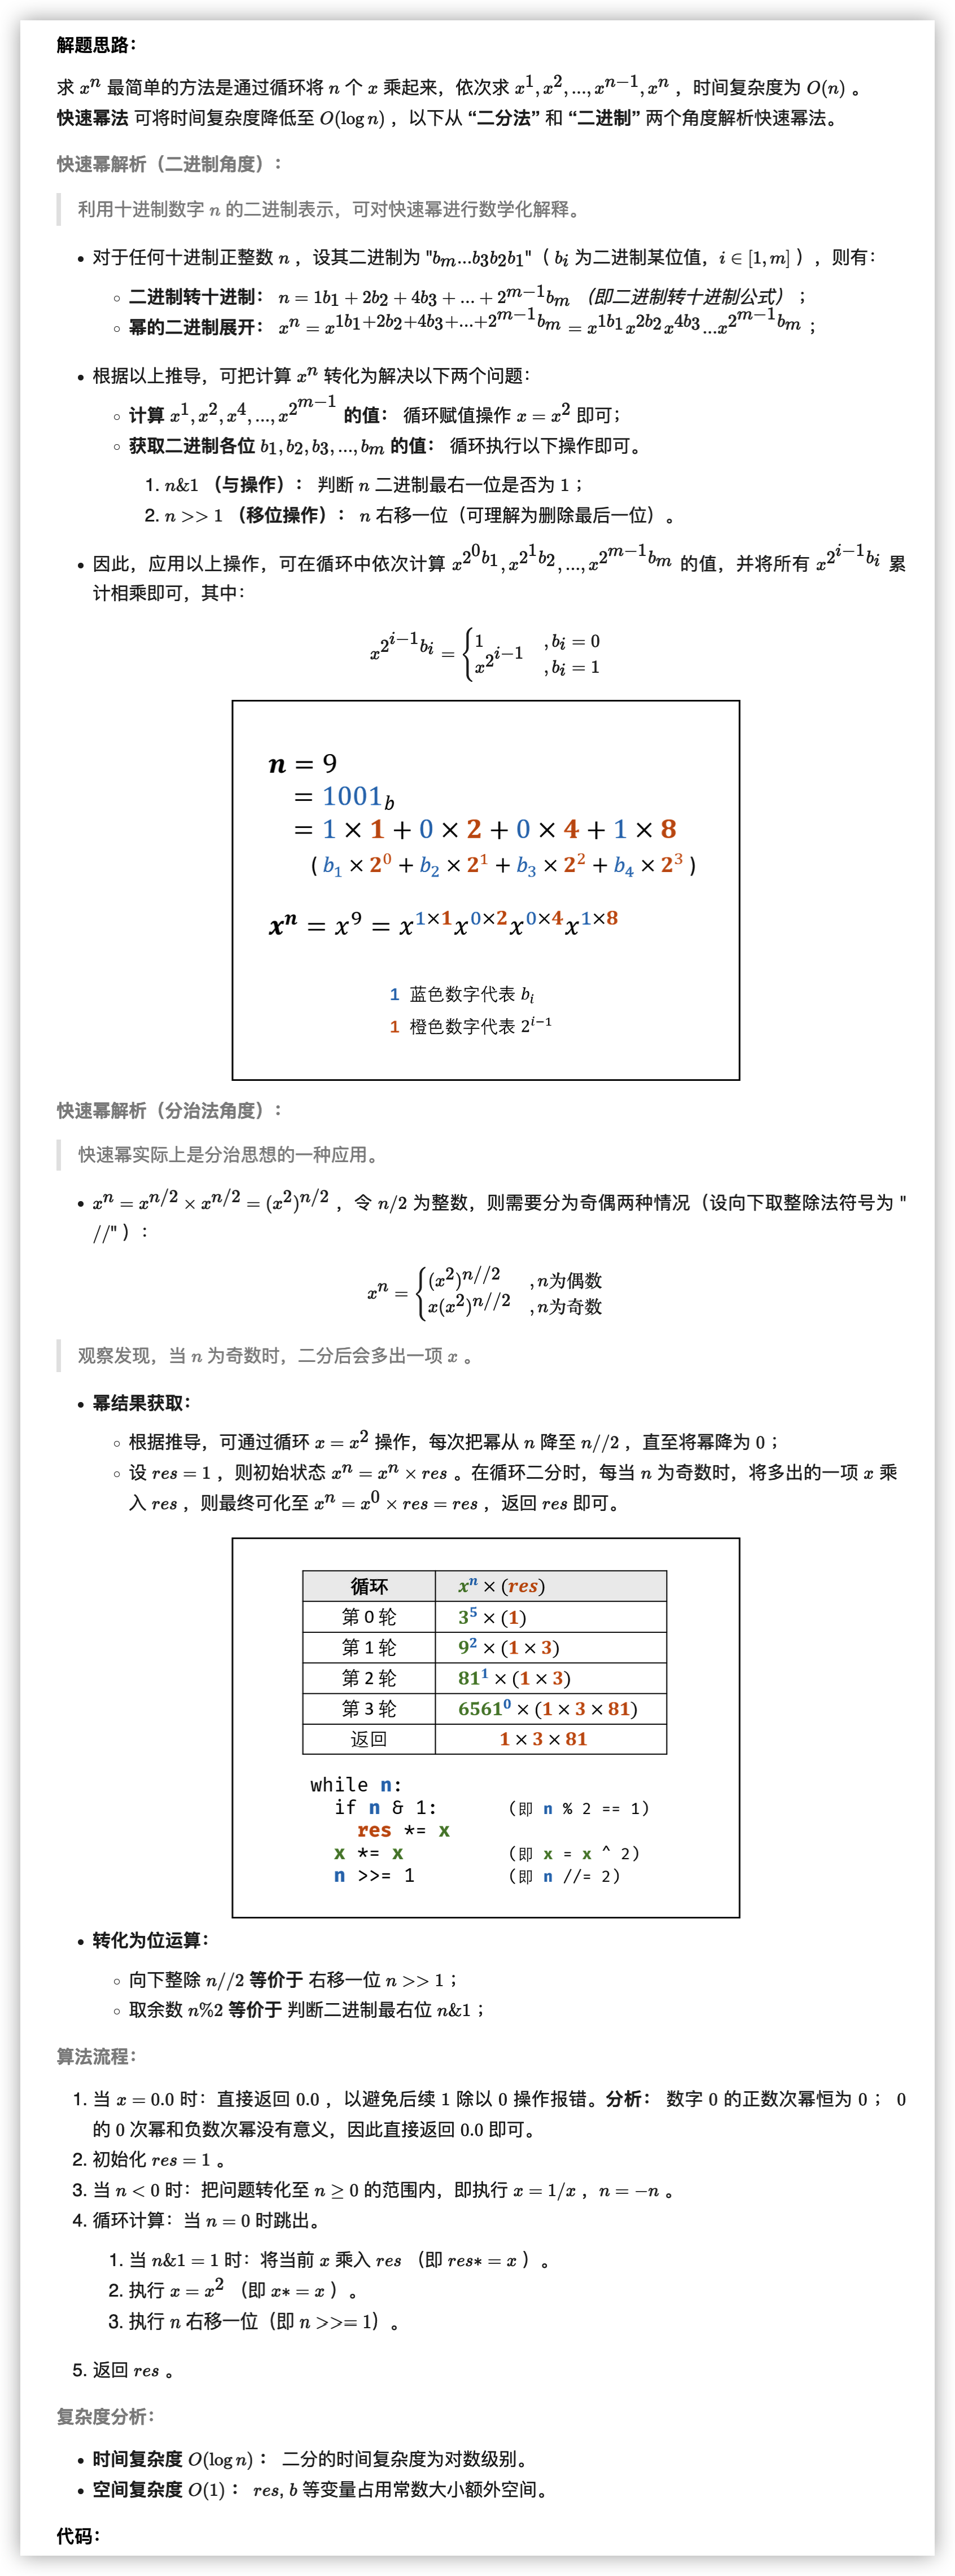 解题思路：
求 xⁿ 最简单的方法是通过循环将 n 个 x 乘起来，依次求 x¹, x², ..., xⁿ⁻¹, xⁿ ，时间复杂度为 O(n) 。
快速幂法 可将时间复杂度降低至 O(log n) ，以下从 “二分法” 和 “二进制” 两个角度解析快速幂法。
快速幂解析（二进制角度）：
利用十进制数字 n 的二进制表示，可对快速幂进行数学化解释。
• 对于任何十进制正整数 n ，设其二进制为 "b_m...b_3b_2b_1"（ b_i 为二进制某位值，i ∈ [1, m] ），则有：
◦ 二进制转十进制： n = 1b_1 + 2b_2 + 4b_3 + ... + 2^{m−1}b_m （即二进制转十进制公式）；
◦ 幂的二进制展开： x^n = x^{1b_1+2b_2+4b_3+...+2^{m−1}b_m} = x^{1b_1}x^{2b_2}x^{4b_3}...x^{2^{m−1}b_m} ；
• 根据以上推导，可把计算 x^n 转化为解决以下两个问题：
◦ 计算 x^1, x^2, x^4, ..., x^{2^{m−1}} 的值： 循环赋值操作 x = x^2 即可；
◦ 获取二进制各位 b_1, b_2, b_3, ..., b_m 的值： 循环执行以下操作即可。
1. n&1 （与操作）： 判断 n 二进制最右一位是否为 1 ；
2. n >> 1 （移位操作）： n 右移一位（可理解为删除最后一位）。
• 因此，应用以上操作，可在循环中依次计算 x^{2^0b_1}, x^{2^1b_2}, ..., x^{2^{m−1}b_m} 的值，并将所有 x^{2^{i−1}b_i} 累
计相乘即可，其中：
x^{2^{i−1}b_i} = { 1 , b_i = 0
x^{2^{i−1}} , b_i = 1
n = 9
= 1001_b
= 1 × 1 + 0 × 2 + 0 × 4 + 1 × 8
( b_1 × 2^0 + b_2 × 2^1 + b_3 × 2^2 + b_4 × 2^3 )
x^n = x^9 = x^{1×1}x^{0×2}x^{0×4}x^{1×8}
1 蓝色数字代表 b_i
1 橙色数字代表 2^{i−1}
快速幂解析（分治法角度）：
快速幂实际上是分治思想的一种应用。
• x^n = x^{n/2} × x^{n/2} = (x^2)^{n/2} ，令 n/2 为整数，则需要分为奇偶两种情况（设向下取整除法符号为 "
//" ）：
x^n = { (x^2)^{n//2} , n为偶数
x(x^2)^{n//2} , n为奇数
观察发现，当 n 为奇数时，二分后会多出一项 x 。
• 幂结果获取：
◦ 根据推导，可通过循环 x = x^2 操作，每次把幂从 n 降至 n//2 ，直至将幂降为 0 ；
◦ 设 res = 1 ，则初始状态 x^n = x^n × res 。在循环二分时，每当 n 为奇数时，将多出的一项 x 乘
入 res ，则最终可化至 x^n = x^0 × res = res ，返回 res 即可。
循环 x^n × (res)
第 0 轮 3^5 × (1)
第 1 轮 9^2 × (1 × 3)
第 2 轮 81^1 × (1 × 3)
第 3 轮 6561^0 × (1 × 3 × 81)
返回 1 × 3 × 81
while n:
if n & 1: （即 n % 2 == 1）
res *= x
x *= x （即 x = x ^ 2）
n >>= 1 （即 n //= 2）
• 转化为位运算：
◦ 向下整除 n//2 等价于 右移一位 n >> 1 ；
◦ 取余数 n%2 等价于 判断二进制最右位 n&1 ；
算法流程：
1. 当 x = 0.0 时：直接返回 0.0 ，以避免后续 1 除以 0 操作报错。分析： 数字 0 的正数次幂恒为 0 ； 0
的 0 次幂和负数次幂没有意义，因此直接返回 0.0 即可。
2. 初始化 res = 1 。
3. 当 n < 0 时：把问题转化至 n ≥ 0 的范围内，即执行 x = 1/x ，n = −n 。
4. 循环计算：当 n = 0 时跳出。
1. 当 n&1 = 1 时：将当前 x 乘入 res （即 res∗ = x ）。
2. 执行 x = x^2 （即 x∗ = x ）。
3. 执行 n 右移一位（即 n >>= 1）。
5. 返回 res 。
复杂度分析：
• 时间复杂度 O(log n) ： 二分的时间复杂度为对数级别。
• 空间复杂度 O(1) ： res, b 等变量占用常数大小额外空间。
代码：